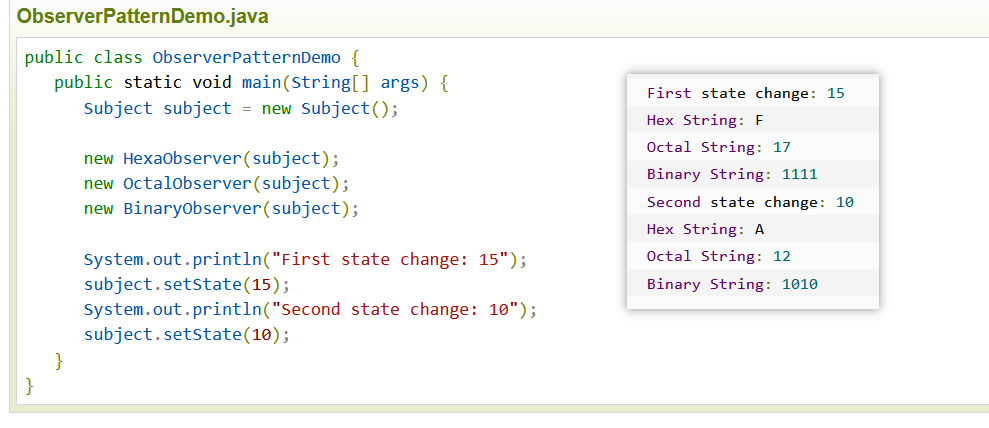 ObserverPatternDemo.java
public class ObserverPatternDemo {
   public static void main(String[] args) {
      Subject subject = new Subject();

      new HexaObserver(subject);
      new OctalObserver(subject);
      new BinaryObserver(subject);

      System.out.println("First state change: 15");
      subject.setState(15);
      System.out.println("Second state change: 10");
      subject.setState(10);
   }
}
First state change: 15
Hex String: F
Octal String: 17
Binary String: 1111
Second state change: 10
Hex String: A
Octal String: 12
Binary String: 1010